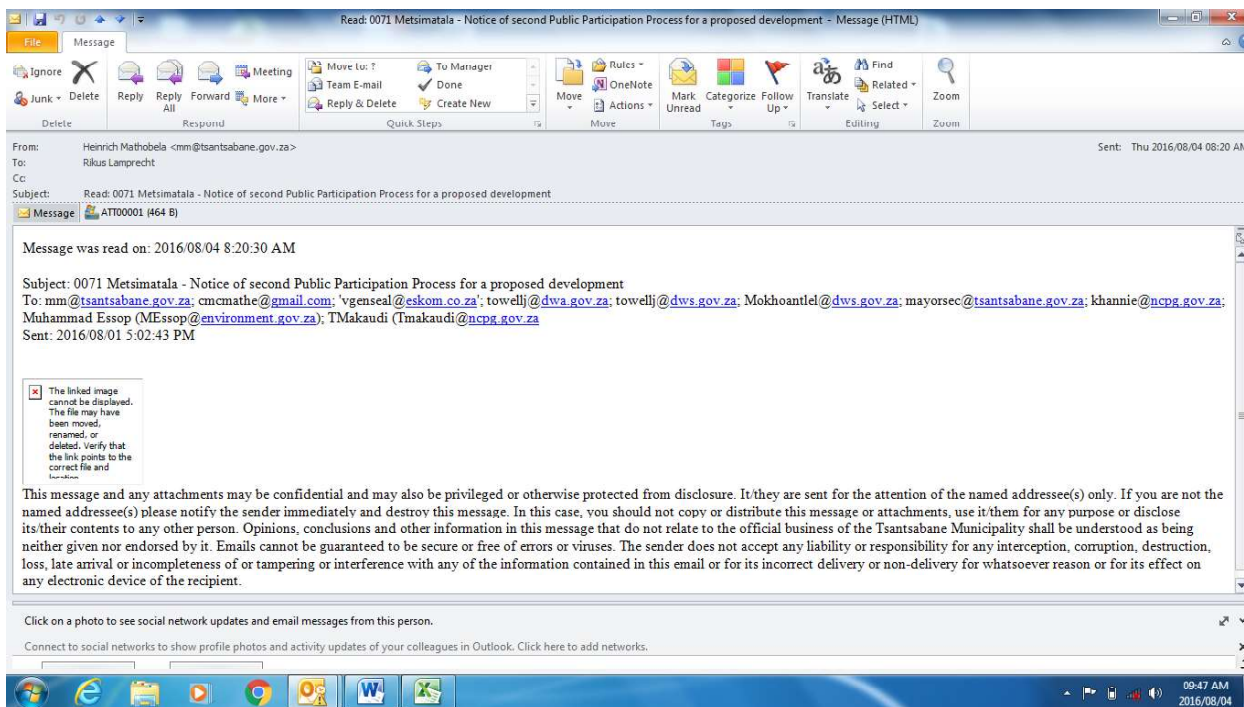 Read: 0071 Metsimatala - Notice of second Public Participation Process for a proposed development - Message (HTML)
File Message
Ignore
Junk
Delete
Reply
Reply All
Forward
Meeting
More
Move to: ?
Team E-mail
Reply & Delete
To Manager
Done
Create New
Move
Rules
OneNote
Actions
Mark Unread
Categorize
Follow Up
Translate
Find
Related
Select
Zoom
Delete Respond Quick Steps Move Tags Editing Zoom
From: Heinrich Mathobela <mm@tsantsabane.gov.za> Sent: Thu 2016/08/04 08:20 AM
To: Rikus Lamprecht
Cc:
Subject: Read: 0071 Metsimatala - Notice of second Public Participation Process for a proposed development
Message ATT00001 (464 B)
Message was read on: 2016/08/04 8:20:30 AM
Subject: 0071 Metsimatala - Notice of second Public Participation Process for a proposed development
To: mm@tsantsabane.gov.za; cmcmathe@gmail.com; 'vgenseal@eskom.co.za'; towellj@dwa.gov.za; towellj@dws.gov.za; Mokhoantlel@dws.gov.za; mayorsec@tsantsabane.gov.za; khannie@ncpg.gov.za;
Muhammad Essop (MEssop@environment.gov.za); TMakaudi (Tmakaudi@ncpg.gov.za
Sent: 2016/08/01 5:02:43 PM
The linked image
cannot be displayed.
The file may have
been moved,
renamed, or
deleted. Verify that
the link points to the
correct file and
location.
This message and any attachments may be confidential and may also be privileged or otherwise protected from disclosure. It/they are sent for the attention of the named addressee(s) only. If you are not the
named addressee(s) please notify the sender immediately and destroy this message. In this case, you should not copy or distribute this message or attachments, use it/them for any purpose or disclose
its/their contents to any other person. Opinions, conclusions and other information in this message that do not relate to the official business of the Tsantsabane Municipality shall be understood as being
neither given nor endorsed by it. Emails cannot be guaranteed to be secure or free of errors or viruses. The sender does not accept any liability or responsibility for any interception, corruption, destruction,
loss, late arrival or incompleteness of or tampering or interference with any of the information contained in this email or for its incorrect delivery or non-delivery for whatsoever reason or for its effect on
any electronic device of the recipient.
Click on a photo to see social network updates and email messages from this person.
Connect to social networks to show profile photos and activity updates of your colleagues in Outlook. Click here to add networks.
09:47 AM
2016/08/04